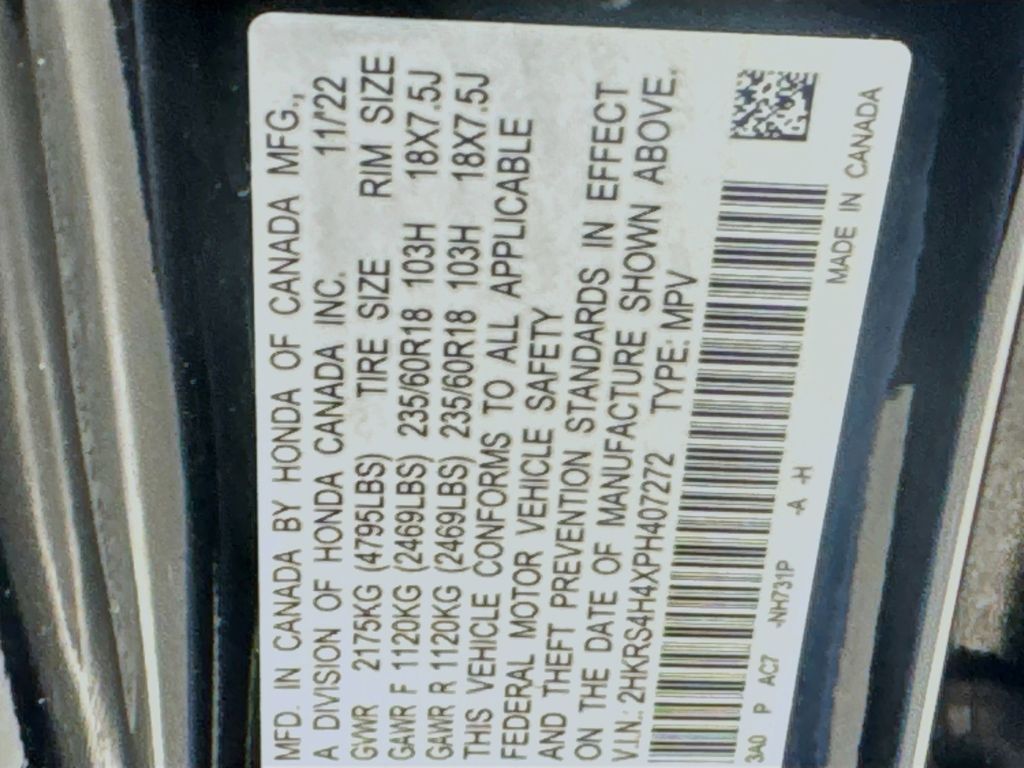 MFD. IN CANADA BY HONDA OF CANADA MFG.,
A DIVISION OF HONDA CANADA INC. 11/'22
GVWR 2175KG (4795LBS) TIRE SIZE RIM SIZE
GAWR F 1120KG (2469LBS) 235/60R18 103H 18X7.5J
GAWR R 1120KG (2469LBS) 235/60R18 103H 18X7.5J
THIS VEHICLE CONFORMS TO ALL APPLICABLE
FEDERAL MOTOR VEHICLE SAFETY
AND THEFT PREVENTION STANDARDS IN EFFECT
ON THE DATE OF MANUFACTURE SHOWN ABOVE.
V.I.N.: 2HKRS4H4XPH407272 TYPE: MPV
3A0 P AC7 -NH731P -A -H
MADE IN CANADA